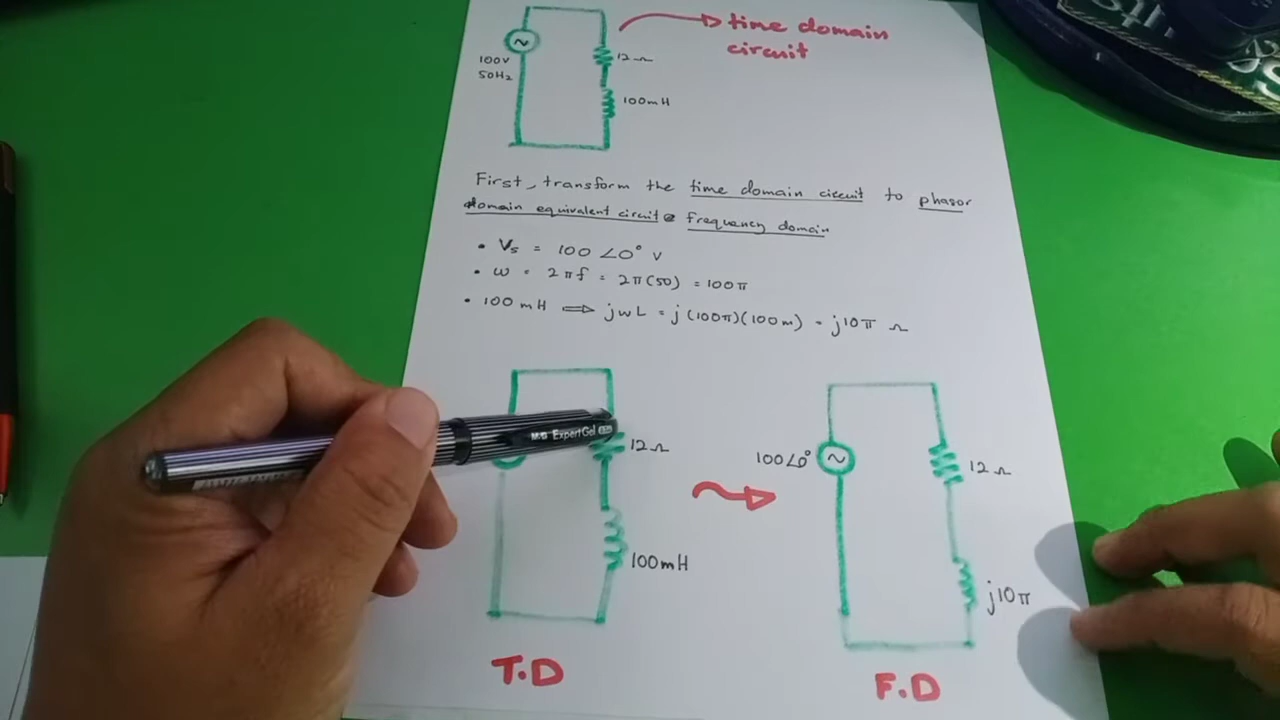 time domain
circuit
100V
50Hz
12Ω
100mH
First, transform the time domain circuit to phasor
domain equivalent circuit @ frequency domain
• Vs = 100 ∠0° V
• ω = 2πf = 2π(50) = 100π
• 100 mH ⟹ jωL = j(100π)(100m) = j10π Ω
M&G ExpertGel
12Ω
100mH
T.D
100∠0°
12Ω
j10π
F.D